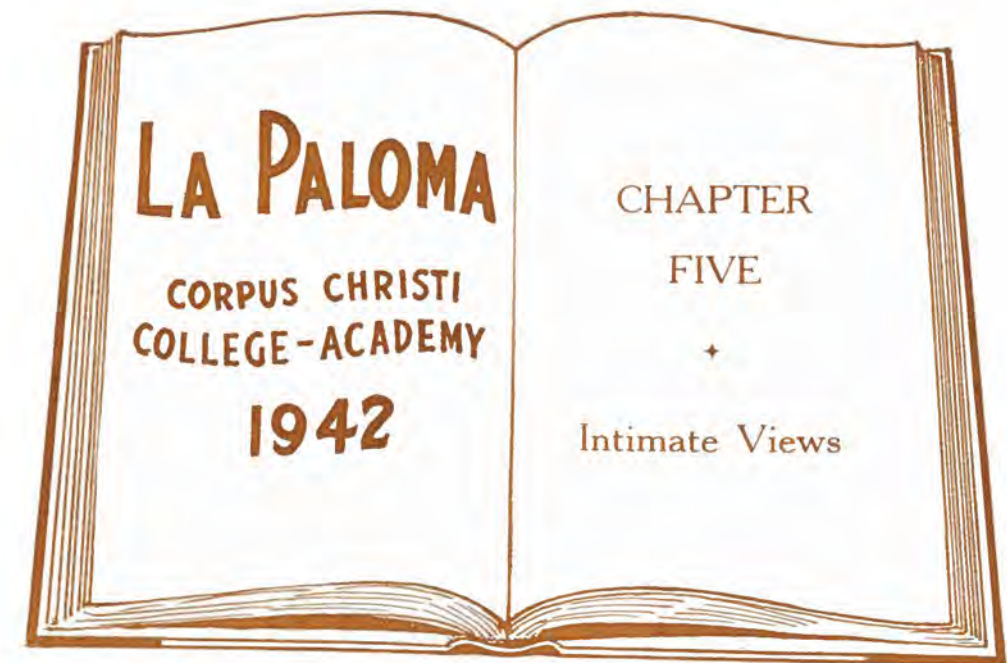 LA PALOMA
CORPUS CHRISTI
COLLEGE-ACADEMY
1942
CHAPTER
FIVE
Intimate Views